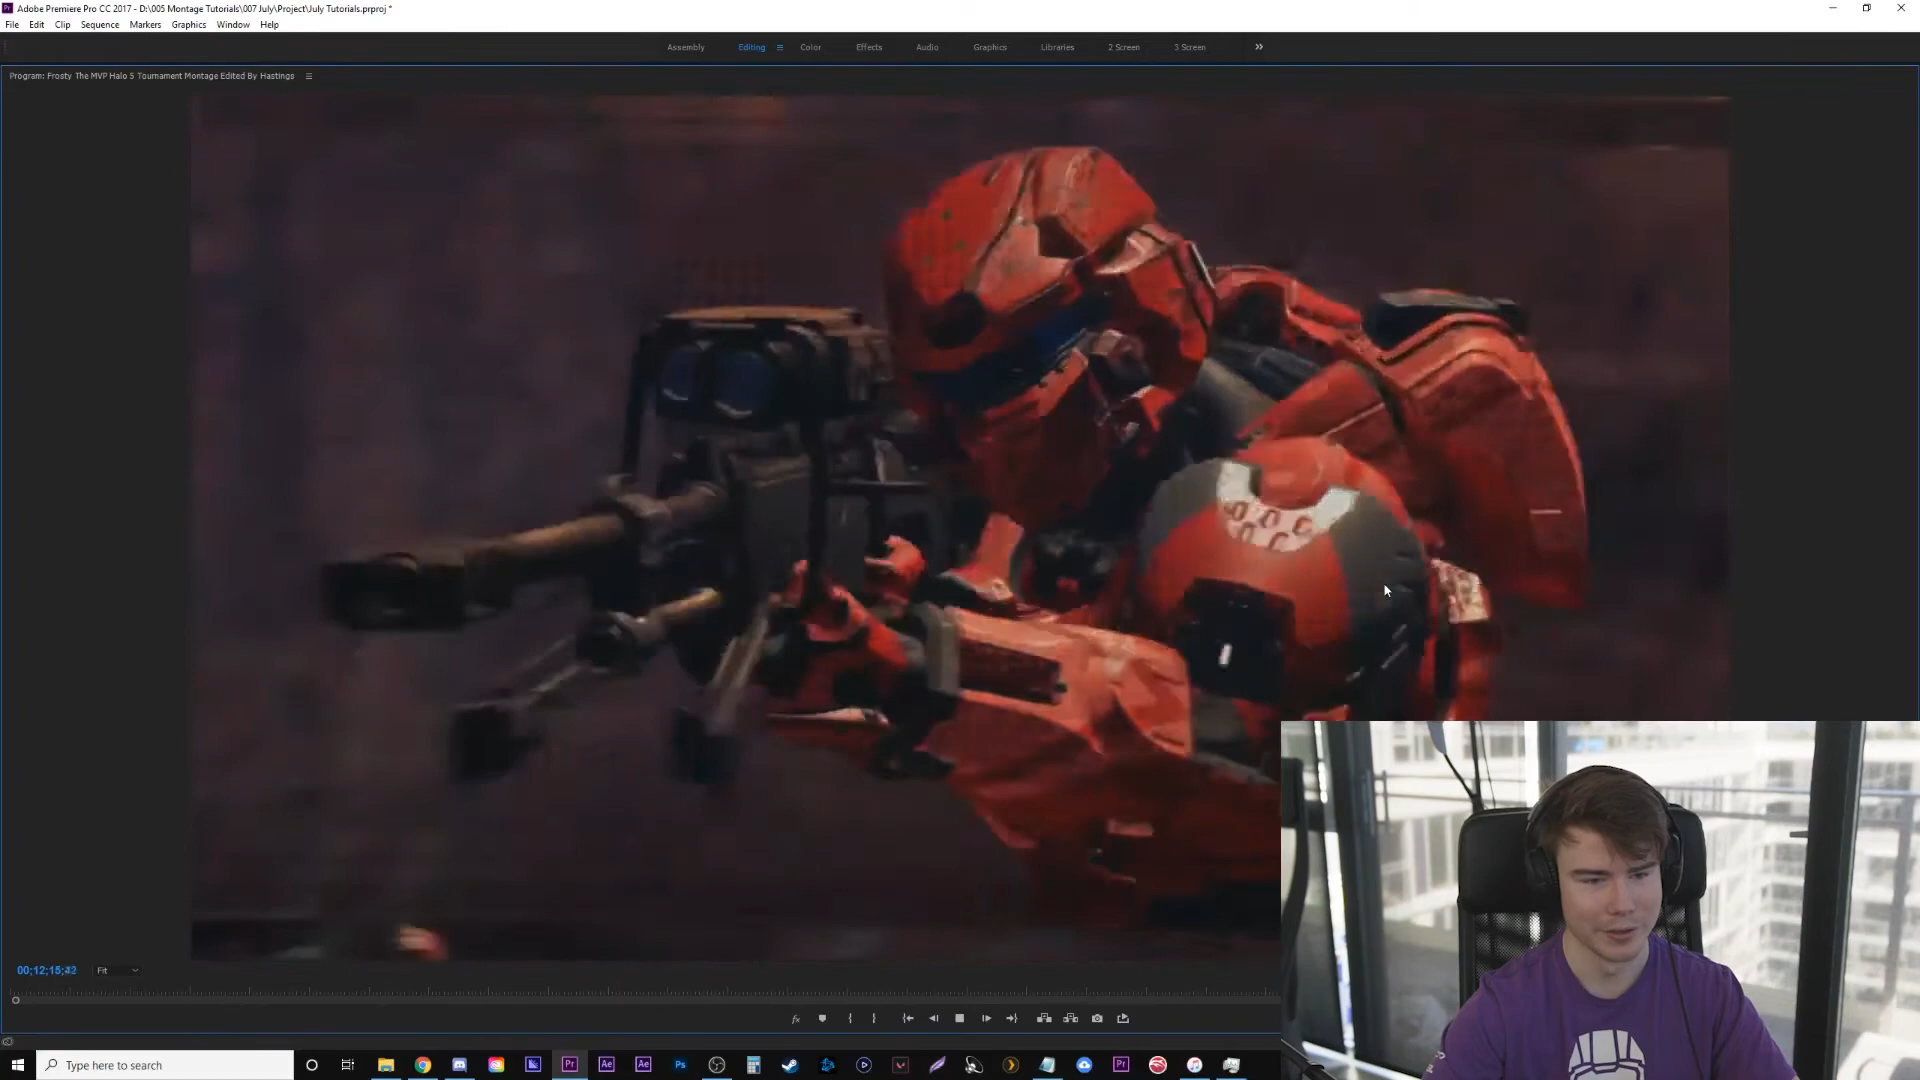 Adobe Premiere Pro CC 2017 - D:\005 Montage Tutorials\007 July\Project\July Tutorials.prproj *
File Edit Clip Sequence Markers Graphics Window Help
Assembly Editing Color Effects Audio Graphics Libraries 2 Screen 3 Screen
Program: Frosty The MVP Halo 5 Tournament Montage Edited By Hastings
Fit
fx
Type here to search
Pr Ae Ae Ps Pr